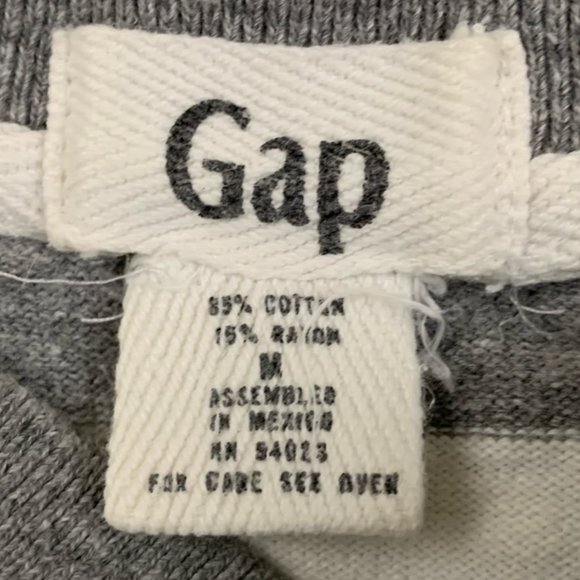 Gap
85% COTTON
15% RAYON
M
ASSEMBLED
IN MEXICO
RN 54023
FOR CARE SEE OVER